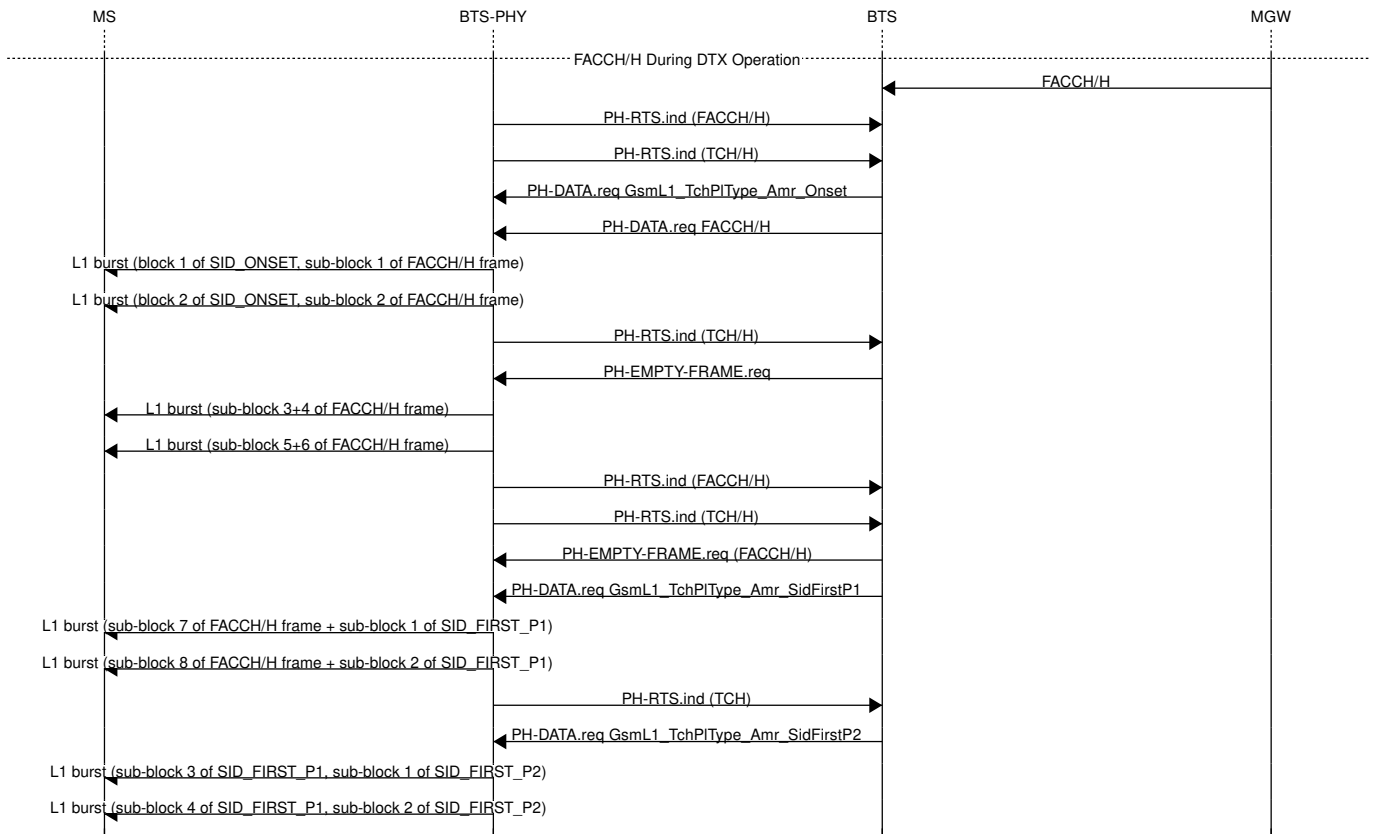 MS BTS-PHY BTS MGW
FACCH/H During DTX Operation
FACCH/H
PH-RTS.ind (FACCH/H)
PH-RTS.ind (TCH/H)
PH-DATA.req GsmL1_TchPlType_Amr_Onset
PH-DATA.req FACCH/H
L1 burst (block 1 of SID_ONSET, sub-block 1 of FACCH/H frame)
L1 burst (block 2 of SID_ONSET, sub-block 2 of FACCH/H frame)
PH-RTS.ind (TCH/H)
PH-EMPTY-FRAME.req
L1 burst (sub-block 3+4 of FACCH/H frame)
L1 burst (sub-block 5+6 of FACCH/H frame)
PH-RTS.ind (FACCH/H)
PH-RTS.ind (TCH/H)
PH-EMPTY-FRAME.req (FACCH/H)
PH-DATA.req GsmL1_TchPlType_Amr_SidFirstP1
L1 burst (sub-block 7 of FACCH/H frame + sub-block 1 of SID_FIRST_P1)
L1 burst (sub-block 8 of FACCH/H frame + sub-block 2 of SID_FIRST_P1)
PH-RTS.ind (TCH)
PH-DATA.req GsmL1_TchPlType_Amr_SidFirstP2
L1 burst (sub-block 3 of SID_FIRST_P1, sub-block 1 of SID_FIRST_P2)
L1 burst (sub-block 4 of SID_FIRST_P1, sub-block 2 of SID_FIRST_P2)